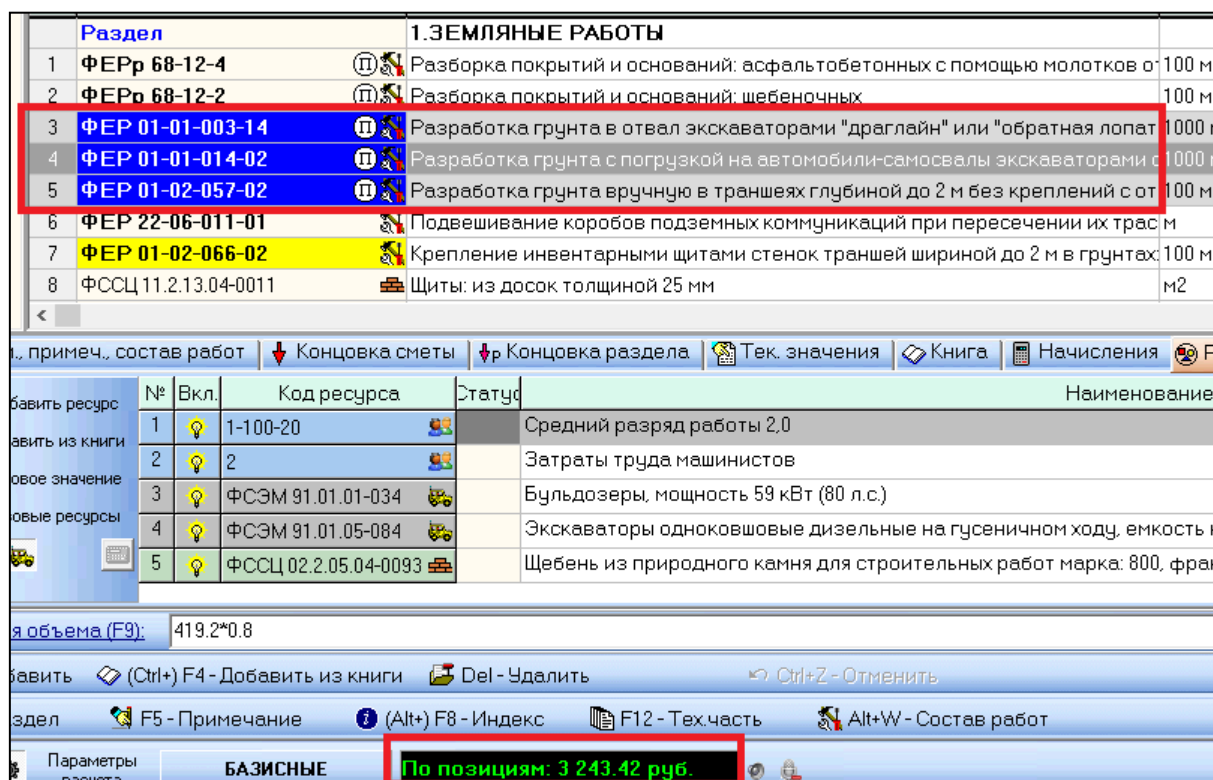 Раздел 1.ЗЕМЛЯНЫЕ РАБОТЫ
1 ФЕРр 68-12-4 П Разборка покрытий и оснований: асфальтобетонных с помощью молотков о 100 м
2 ФЕРр 68-12-2 П Разборка покрытий и оснований: щебеночных 100 м
3 ФЕР 01-01-003-14 П Разработка грунта в отвал экскаваторами "драглайн" или "обратная лопат 1000
4 ФЕР 01-01-014-02 П Разработка грунта с погрузкой на автомобили-самосвалы экскаваторами с 1000
5 ФЕР 01-02-057-02 П Разработка грунта вручную в траншеях глубиной до 2 м без креплений с от 100 м
6 ФЕР 22-06-011-01 Подвешивание коробов подземных коммуникаций при пересечении их трас м
7 ФЕР 01-02-066-02 Крепление инвентарными щитами стенок траншей шириной до 2 м в грунтах: 100 м
8 ФССЦ 11.2.13.04-0011 Щиты: из досок толщиной 25 мм м2
<
., примеч., состав работ Концовка сметы р Концовка раздела Тек. значения Книга Начисления Р
№ Вкл. Код ресурса Статус Наименование
бавить ресурс
1 1-100-20 Средний разряд работы 2,0
авить из книги
2 2 Затраты труда машинистов
овое значение
3 ФСЭМ 91.01.01-034 Бульдозеры, мощность 59 кВт (80 л.с.)
овые ресурсы
4 ФСЭМ 91.01.05-084 Экскаваторы одноковшовые дизельные на гусеничном ходу, емкость к
5 ФССЦ 02.2.05.04-0093 Щебень из природного камня для строительных работ марка: 800, фрак
я объема (F9): 419.2*0.8
бавить (Ctrl+) F4 - Добавить из книги Del - Удалить Ctrl+Z - Отменить
здел F5 - Примечание (Alt+) F8 - Индекс F12 - Тех.часть Alt+W - Состав работ
Параметры расчета БАЗИСНЫЕ По позициям: 3 243.42 руб.